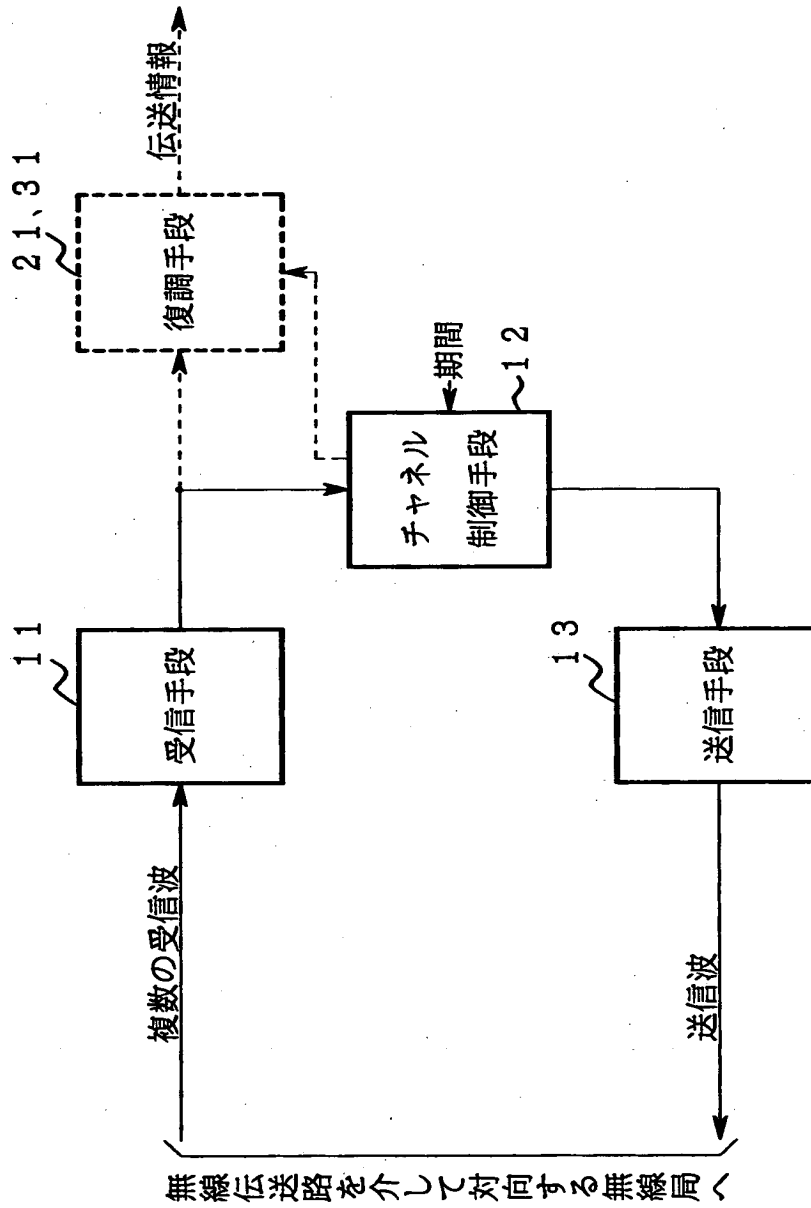 無線伝送路を介して対向する無線局へ
複数の受信波
11
受信手段
21、31
復調手段
伝送情報
期間
12
チャネル
制御手段
13
送信手段
送信波